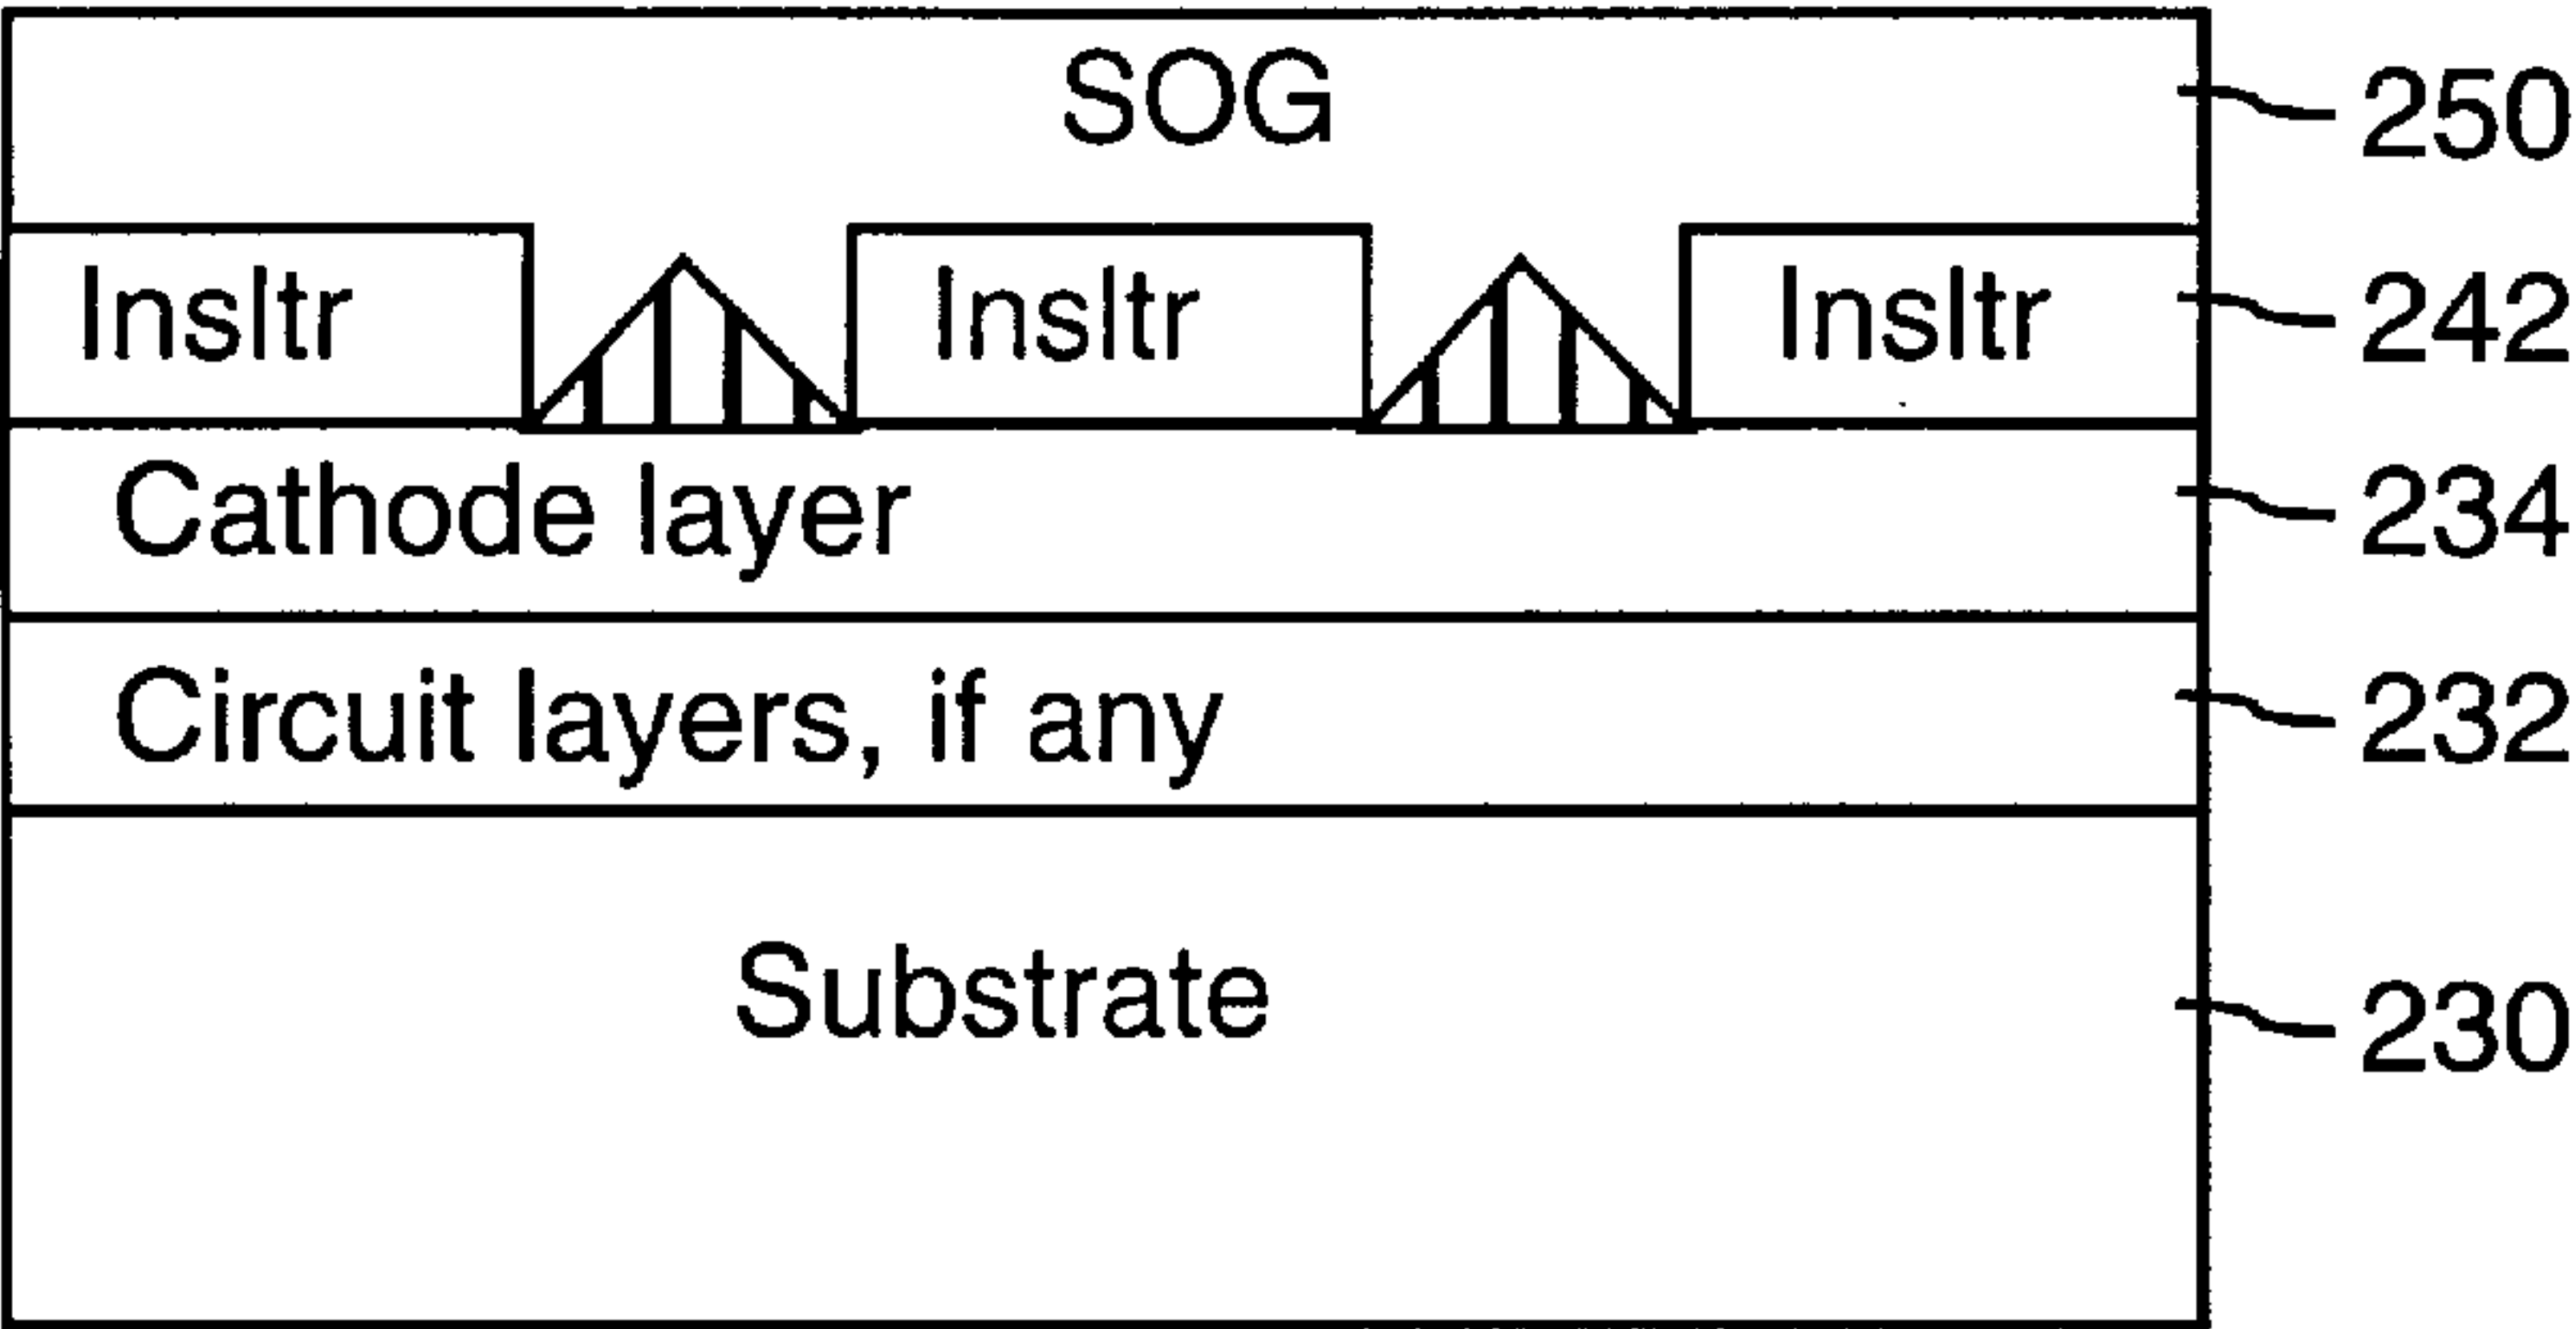 SOG 250
Insltr Insltr Insltr 242
Cathode layer 234
Circuit layers, if any 232
Substrate 230